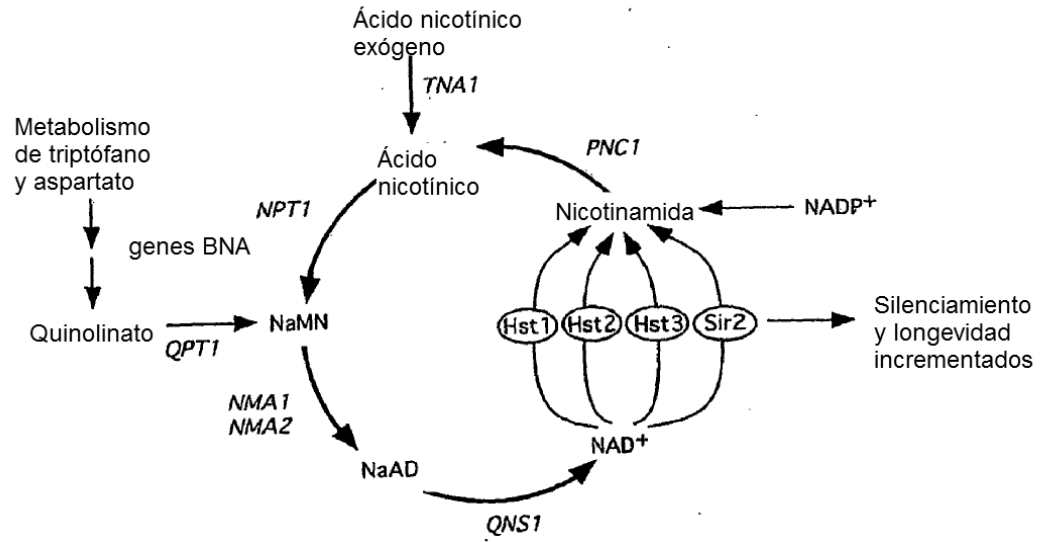 Ácido nicotínico
exógeno
TNA1
Metabolismo
de triptófano
y aspartato
Ácido
nicotínico
PNC1
NPT1
Nicotinamida
NADP+
genes BNA
Quinolinato
QPT1
NaMN
Hst1
Hst2
Hst3
Sir2
Silenciamiento
y longevidad
incrementados
NMA1
NMA2
NaAD
NAD+
QNS1